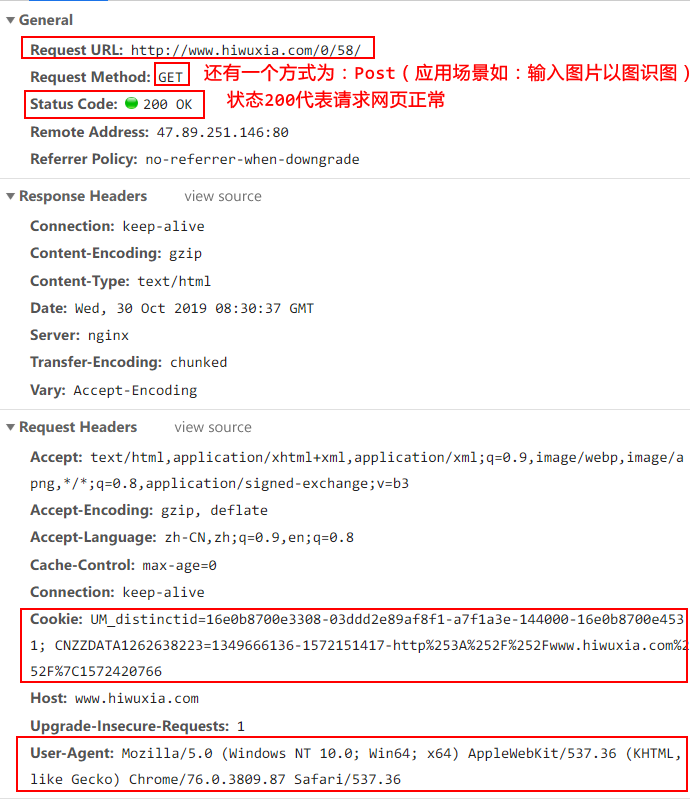 General
Request URL: http://www.hiwuxia.com/0/58/
Request Method: GET 还有一个方式为：Post（应用场景如：输入图片以图识图）
Status Code: 200 OK 状态200代表请求网页正常
Remote Address: 47.89.251.146:80
Referrer Policy: no-referrer-when-downgrade
Response Headers view source
Connection: keep-alive
Content-Encoding: gzip
Content-Type: text/html
Date: Wed, 30 Oct 2019 08:30:37 GMT
Server: nginx
Transfer-Encoding: chunked
Vary: Accept-Encoding
Request Headers view source
Accept: text/html,application/xhtml+xml,application/xml;q=0.9,image/webp,image/a
png,*/*;q=0.8,application/signed-exchange;v=b3
Accept-Encoding: gzip, deflate
Accept-Language: zh-CN,zh;q=0.9,en;q=0.8
Cache-Control: max-age=0
Connection: keep-alive
Cookie: UM_distinctid=16e0b8700e3308-03ddd2e89af8f1-a7f1a3e-144000-16e0b8700e453
1; CNZZDATA1262638223=1349666136-1572151417-http%253A%252F%252Fwww.hiwuxia.com%2
52F%7C1572420766
Host: www.hiwuxia.com
Upgrade-Insecure-Requests: 1
User-Agent: Mozilla/5.0 (Windows NT 10.0; Win64; x64) AppleWebKit/537.36 (KHTML,
like Gecko) Chrome/76.0.3809.87 Safari/537.36